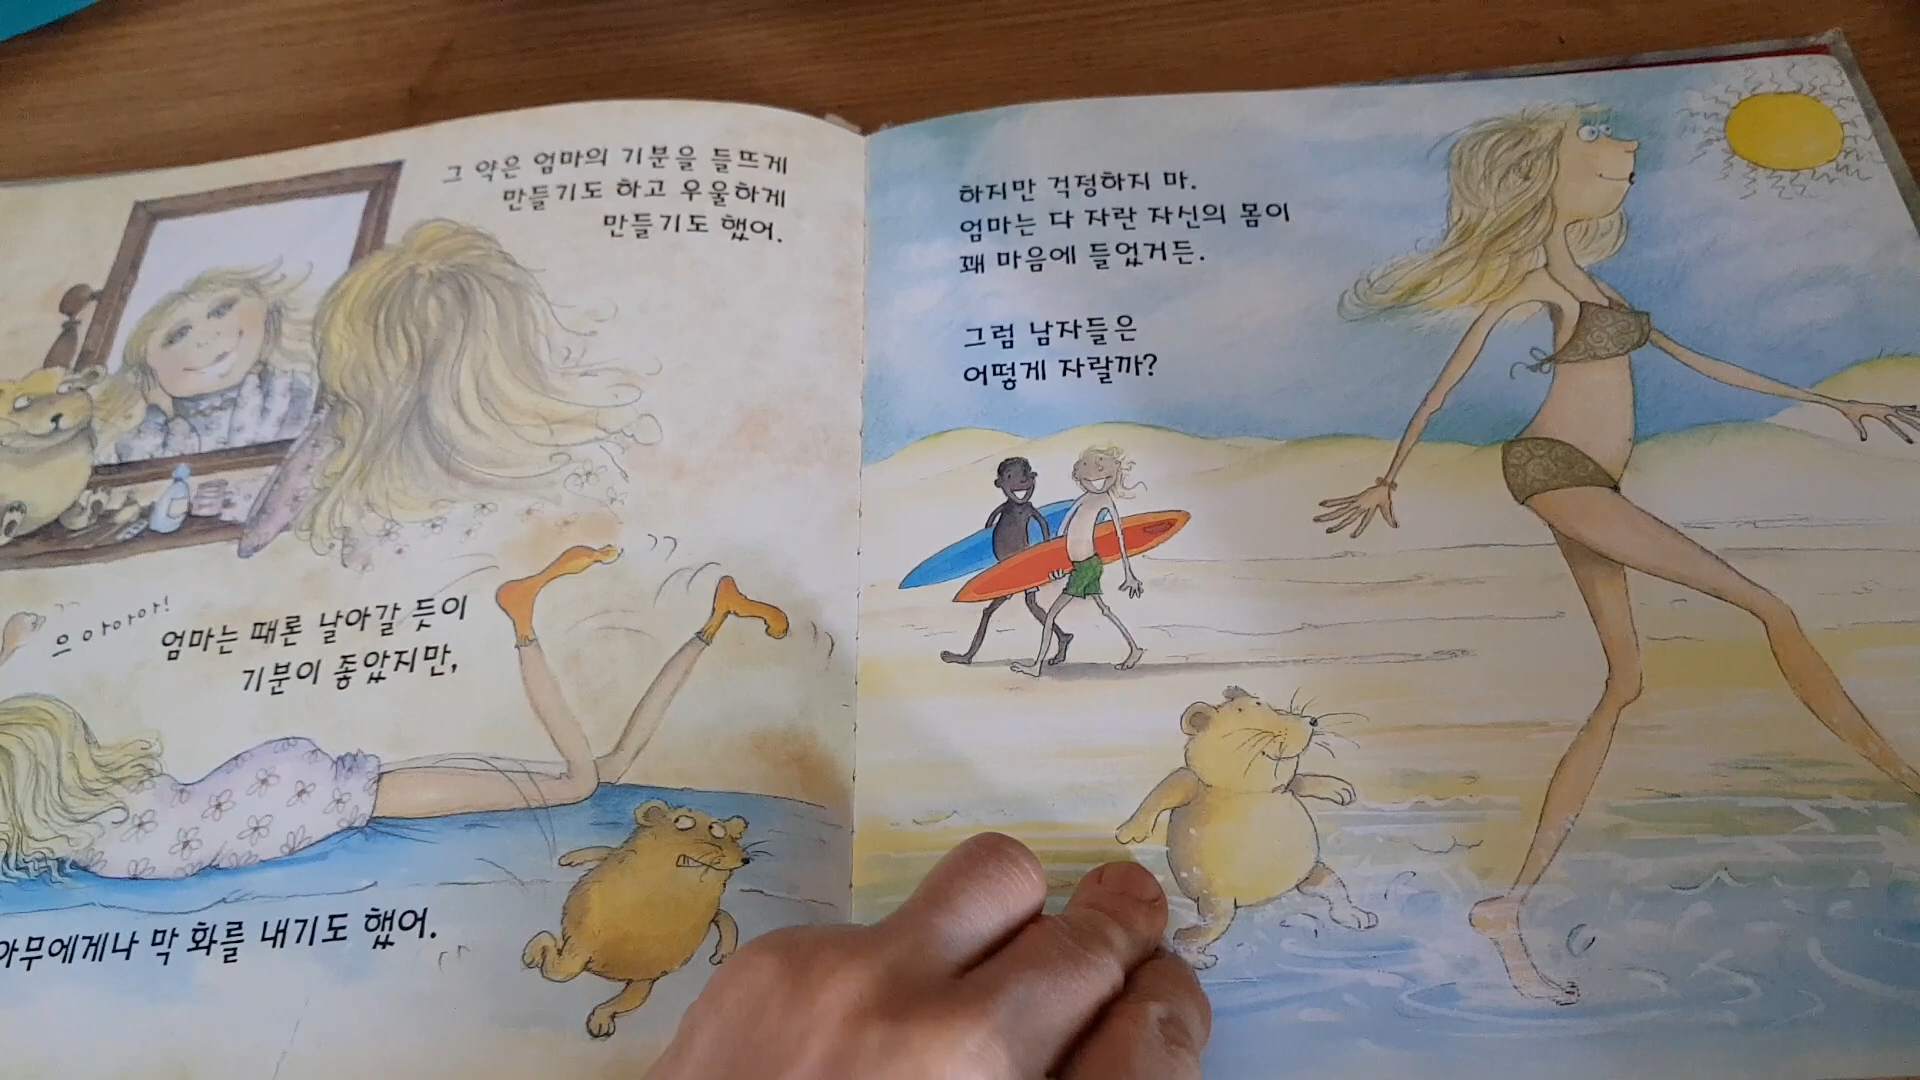 그 약은 엄마의 기분을 들뜨게
만들기도 하고 우울하게
만들기도 했어.
으 아아아!
엄마는 때론 날아갈 듯이
기분이 좋았지만,
아무에게나 막 화를 내기도 했어.
하지만 걱정하지 마.
엄마는 다 자란 자신의 몸이
꽤 마음에 들었거든.
그럼 남자들은
어떻게 자랄까?